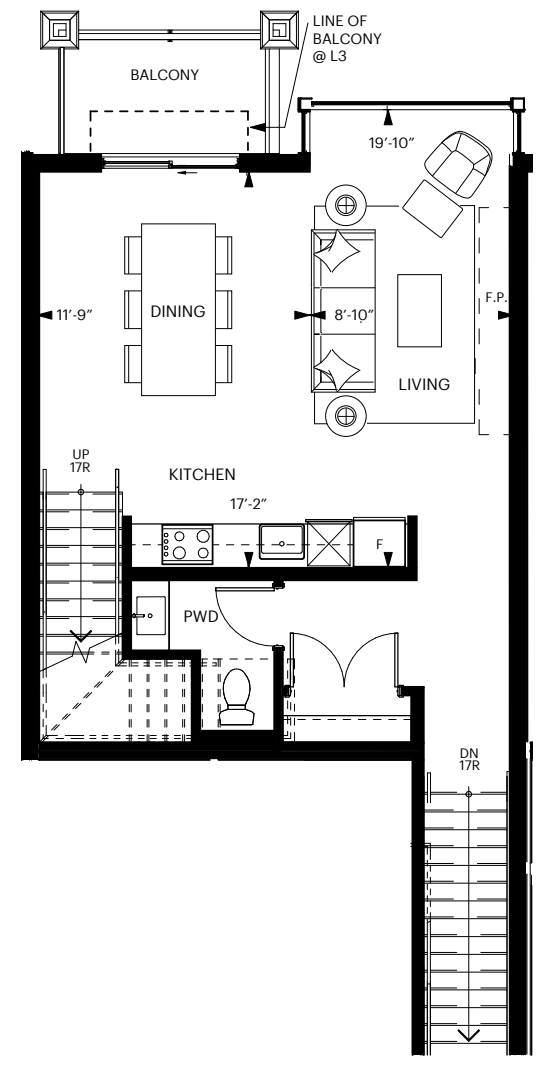 LINE OF
BALCONY
@ L3
BALCONY
19'-10"
F.P.
11'-9"
DINING
8'-10"
LIVING
UP
17R
KITCHEN
17'-2"
F
PWD
DN
17R